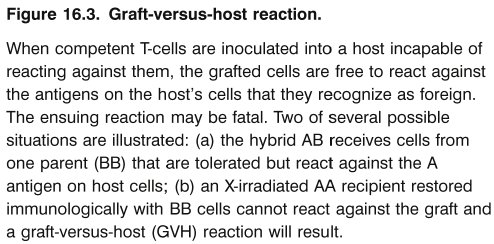 Figure 16.3. Graft-versus-host reaction.
When competent T-cells are inoculated into a host incapable of
reacting against them, the grafted cells are free to react against
the antigens on the host's cells that they recognize as foreign.
The ensuing reaction may be fatal. Two of several possible
situations are illustrated: (a) the hybrid AB receives cells from
one parent (BB) that are tolerated but react against the A
antigen on host cells; (b) an X-irradiated AA recipient restored
immunologically with BB cells cannot react against the graft and
a graft-versus-host (GVH) reaction will result.